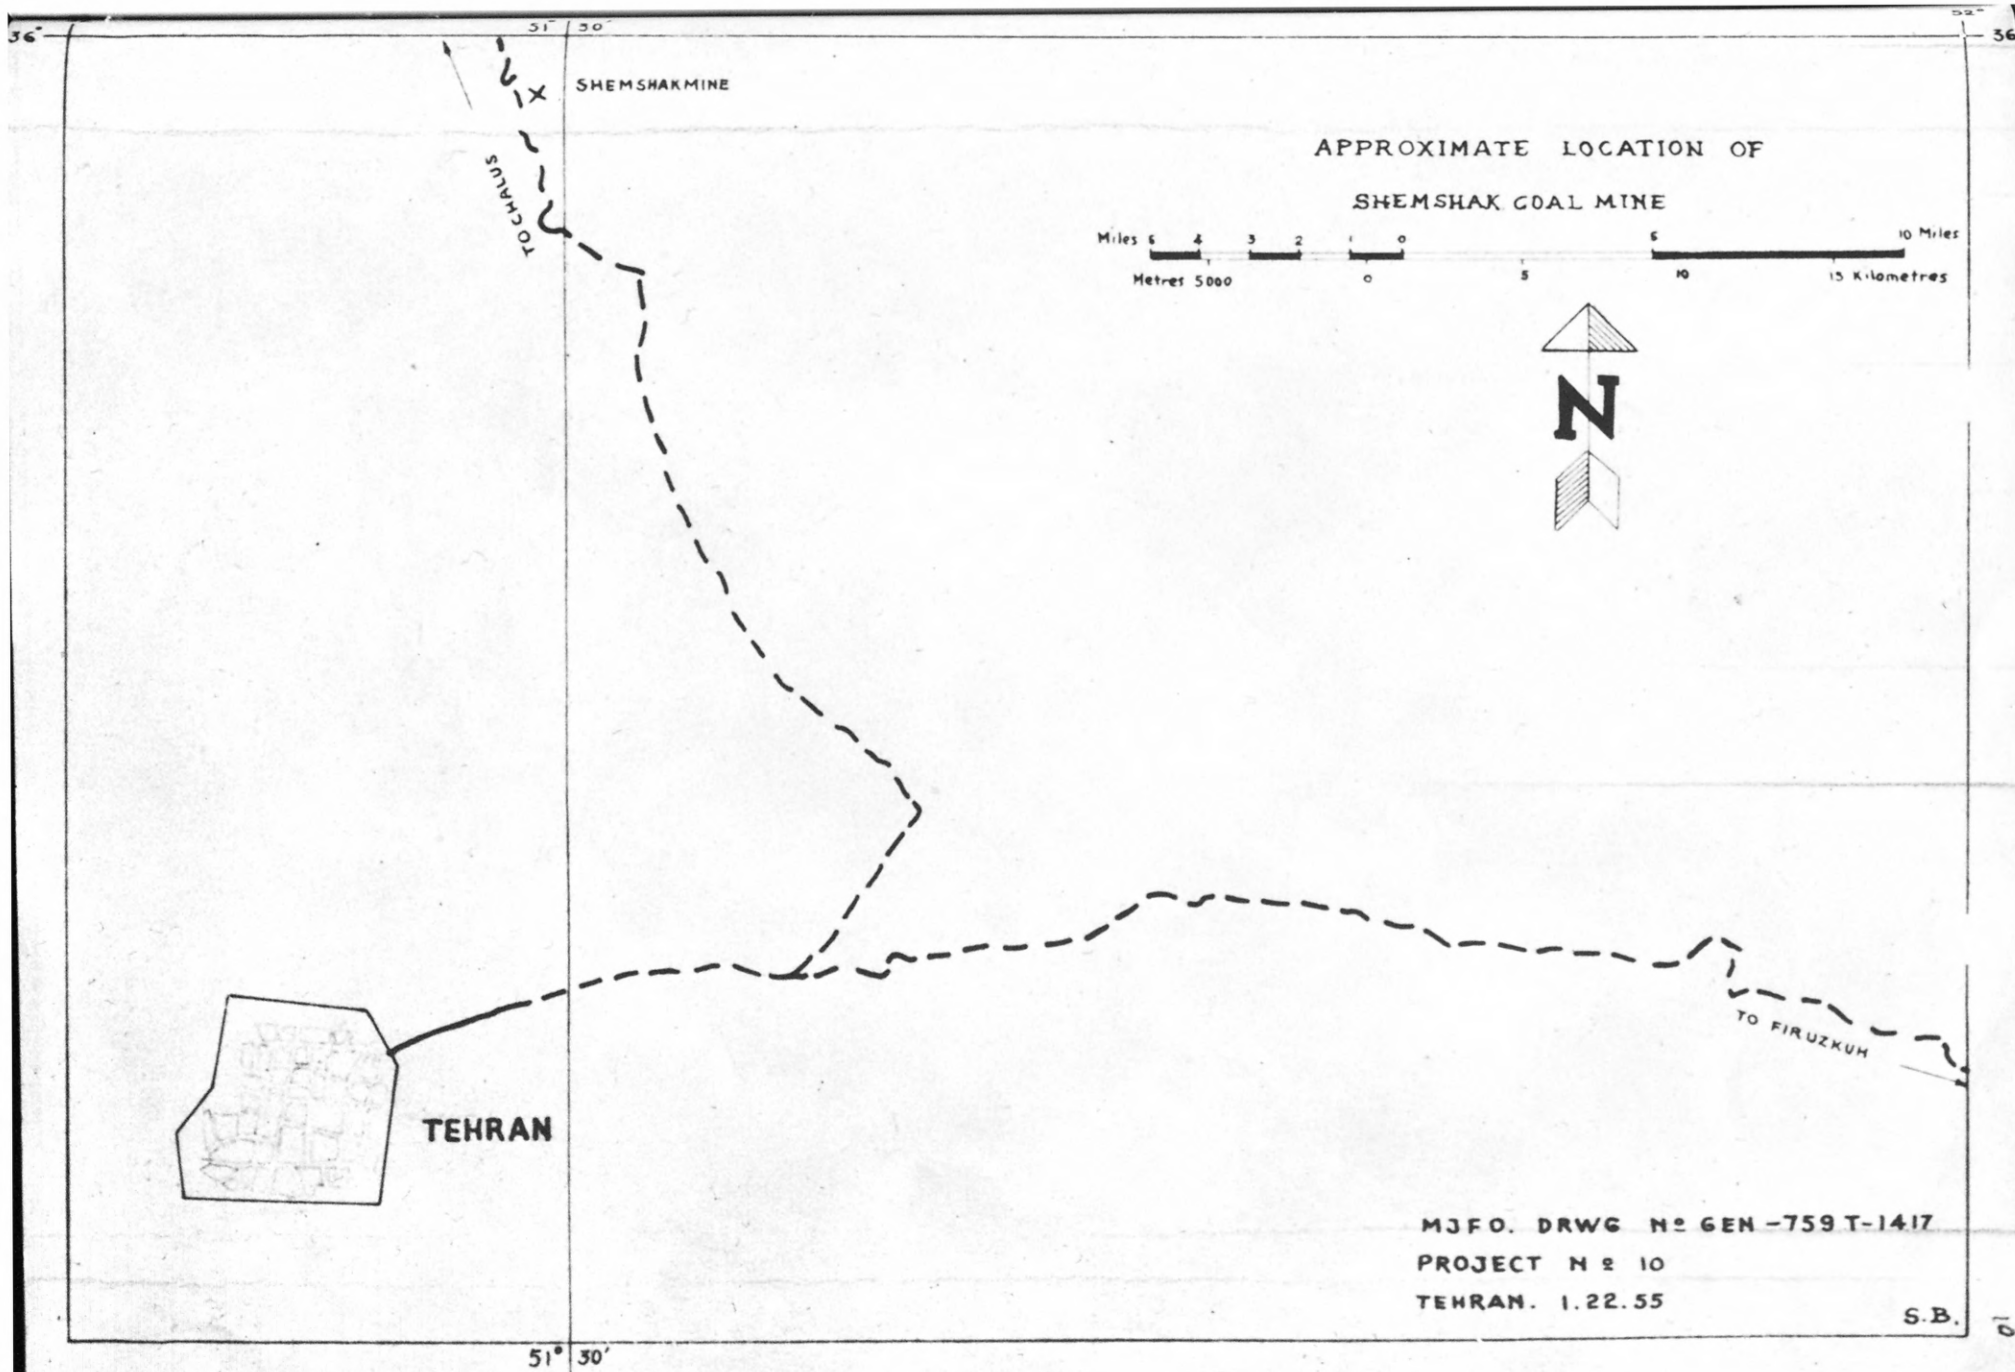 36°
51° 30'
52°
36
SHEMSHAKMINE
TO CHALUS
APPROXIMATE LOCATION OF
SHEMSHAK COAL MINE
Miles 5 4 3 2 1 0 5 10 Miles
Metres 5000 0 5 10 15 Kilometres
N
TO FIRUZKUH
TEHRAN
MJFO. DRWG Nº GEN -759 T-1417
PROJECT Nº 10
TEHRAN. 1.22.55
S.B.
51° 30'